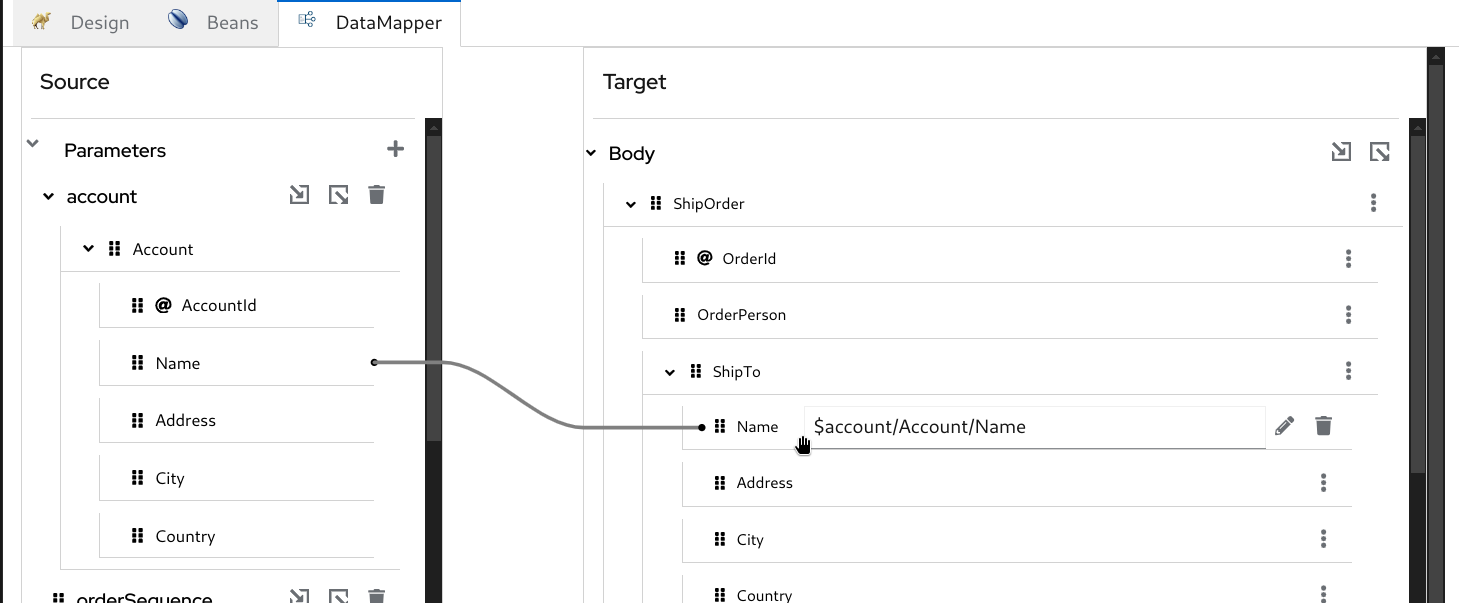 Design Beans DataMapper
Source
Parameters
account
Account
@ AccountId
Name
Address
City
Country
orderSequence
Target
Body
ShipOrder
@ OrderId
OrderPerson
ShipTo
Name $account/Account/Name
Address
City
Country